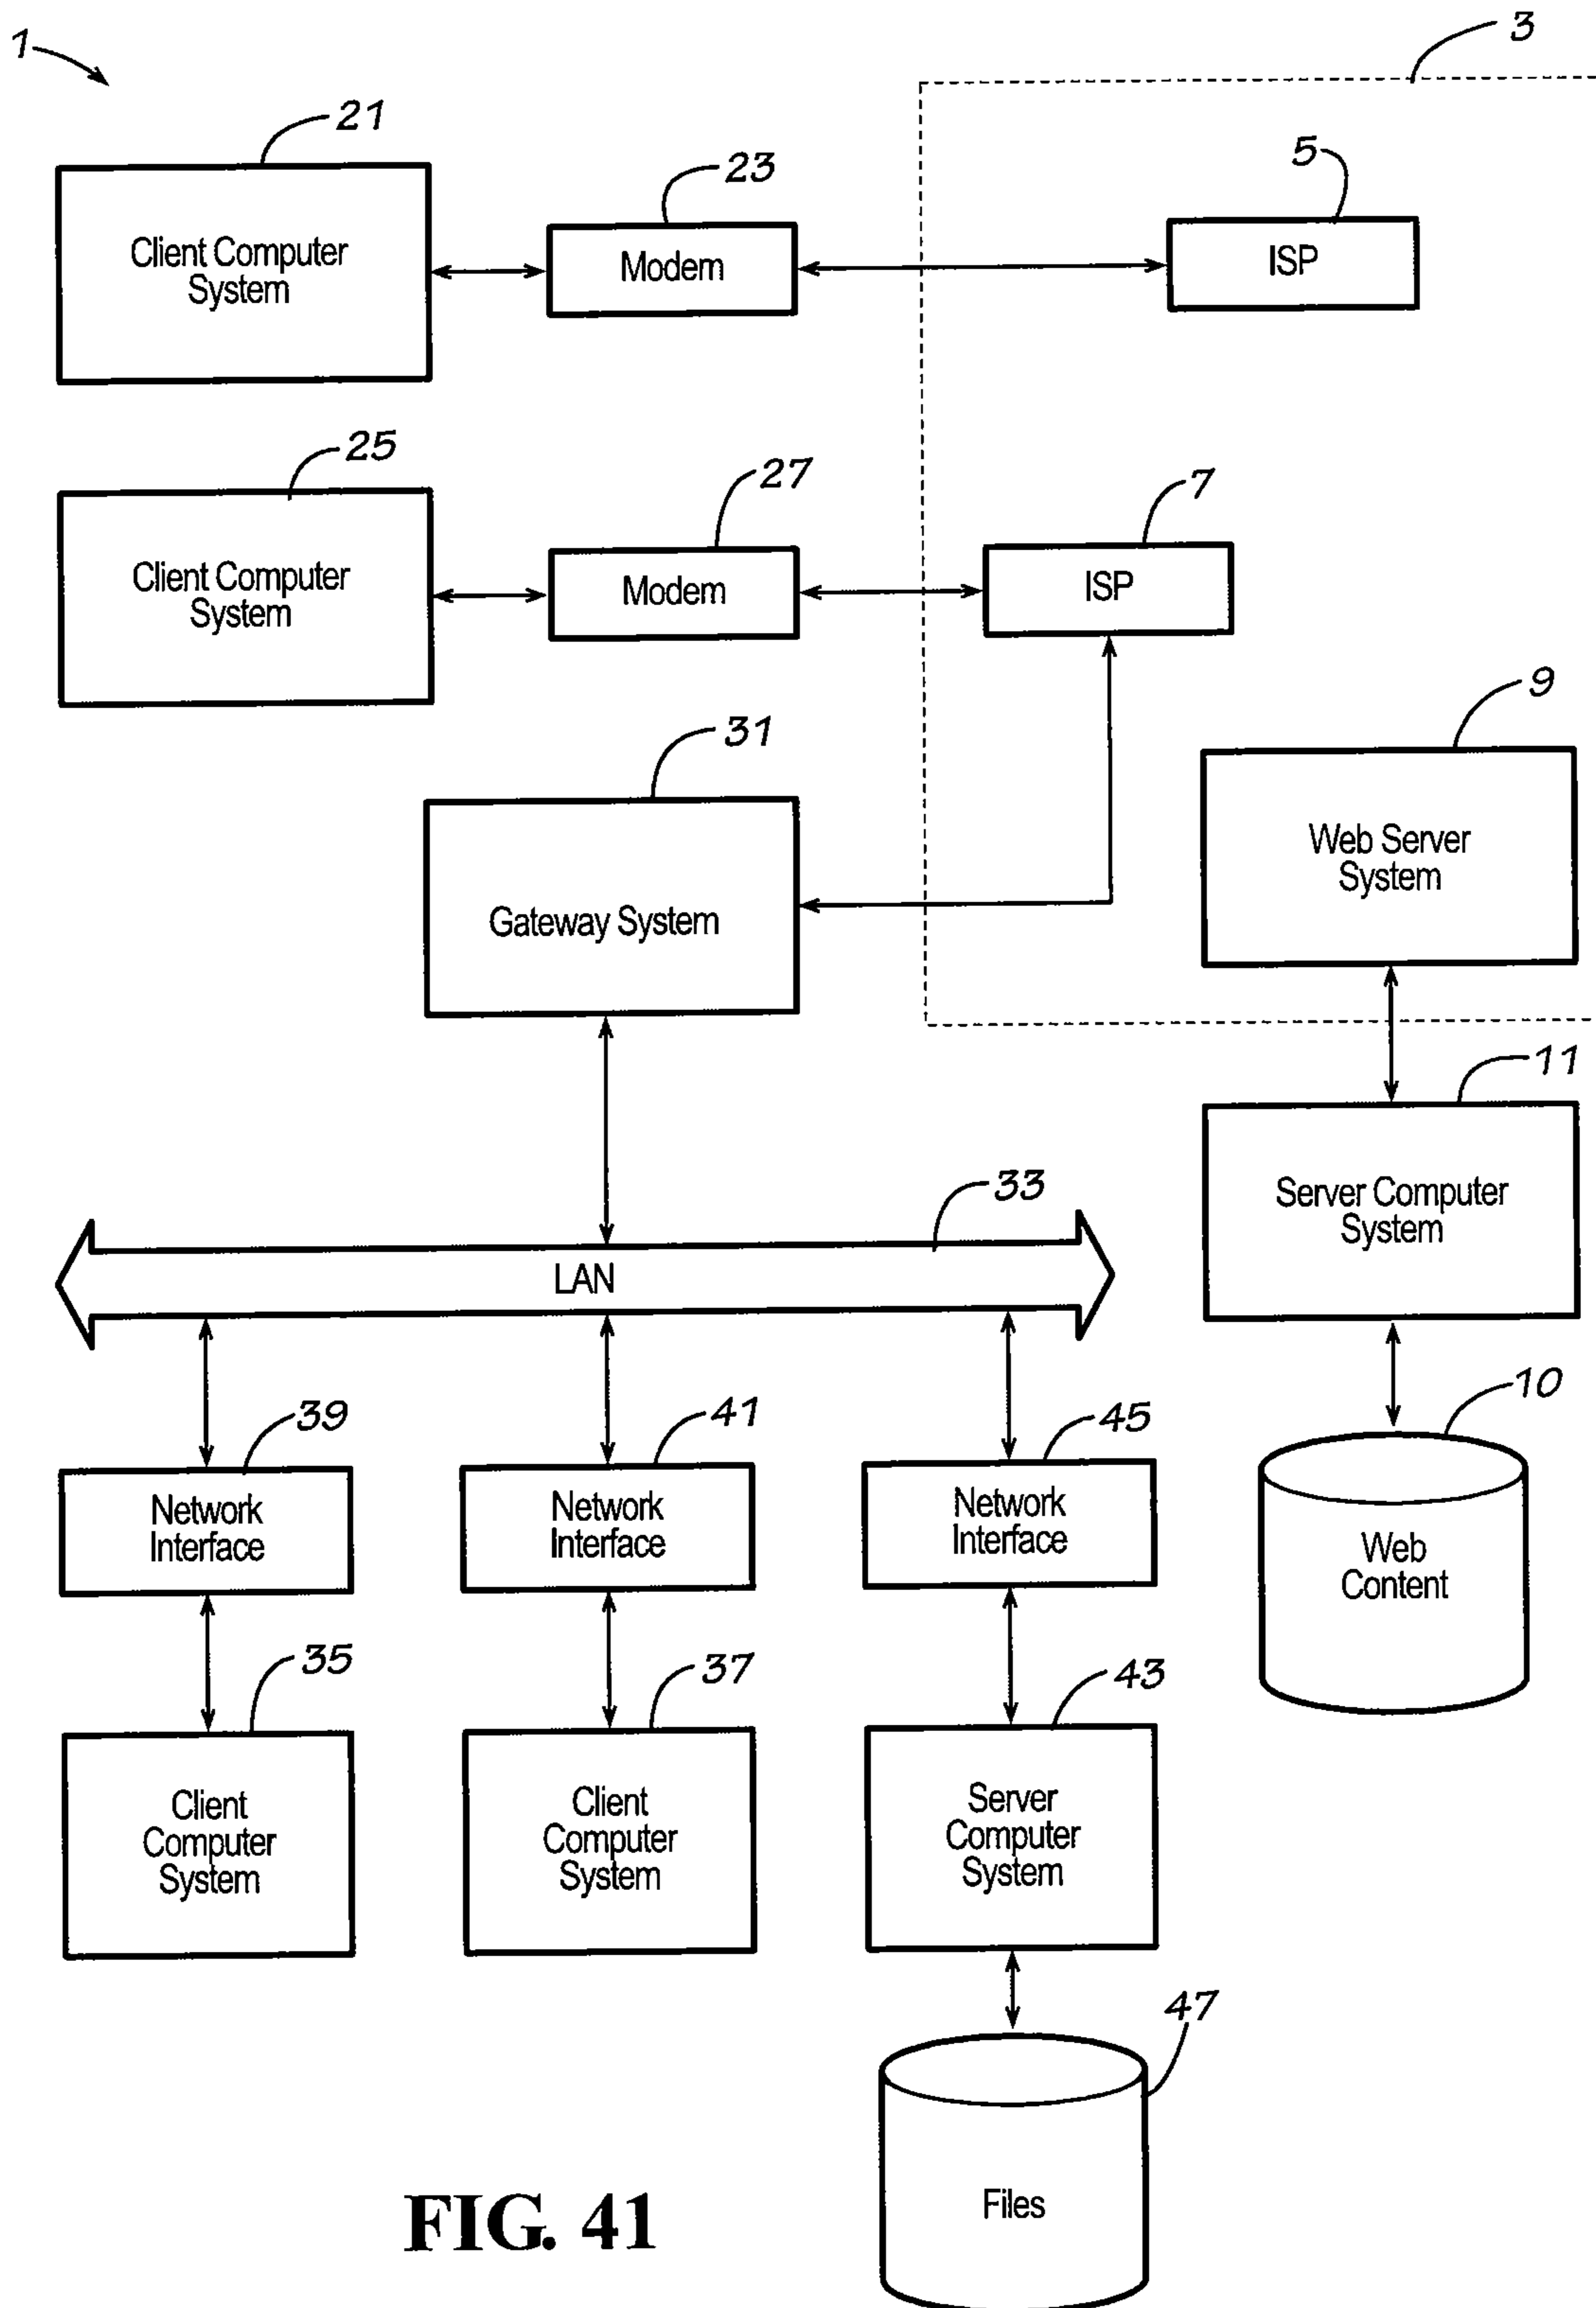 1
3
21
Client Computer
System
23
Modem
5
ISP
25
Client Computer
System
27
Modem
7
ISP
31
Gateway System
9
Web Server
System
11
Server Computer
System
33
LAN
10
Web
Content
39
Network
Interface
41
Network
Interface
45
Network
Interface
35
Client
Computer
System
37
Client
Computer
System
43
Server
Computer
System
47
Files
FIG. 41